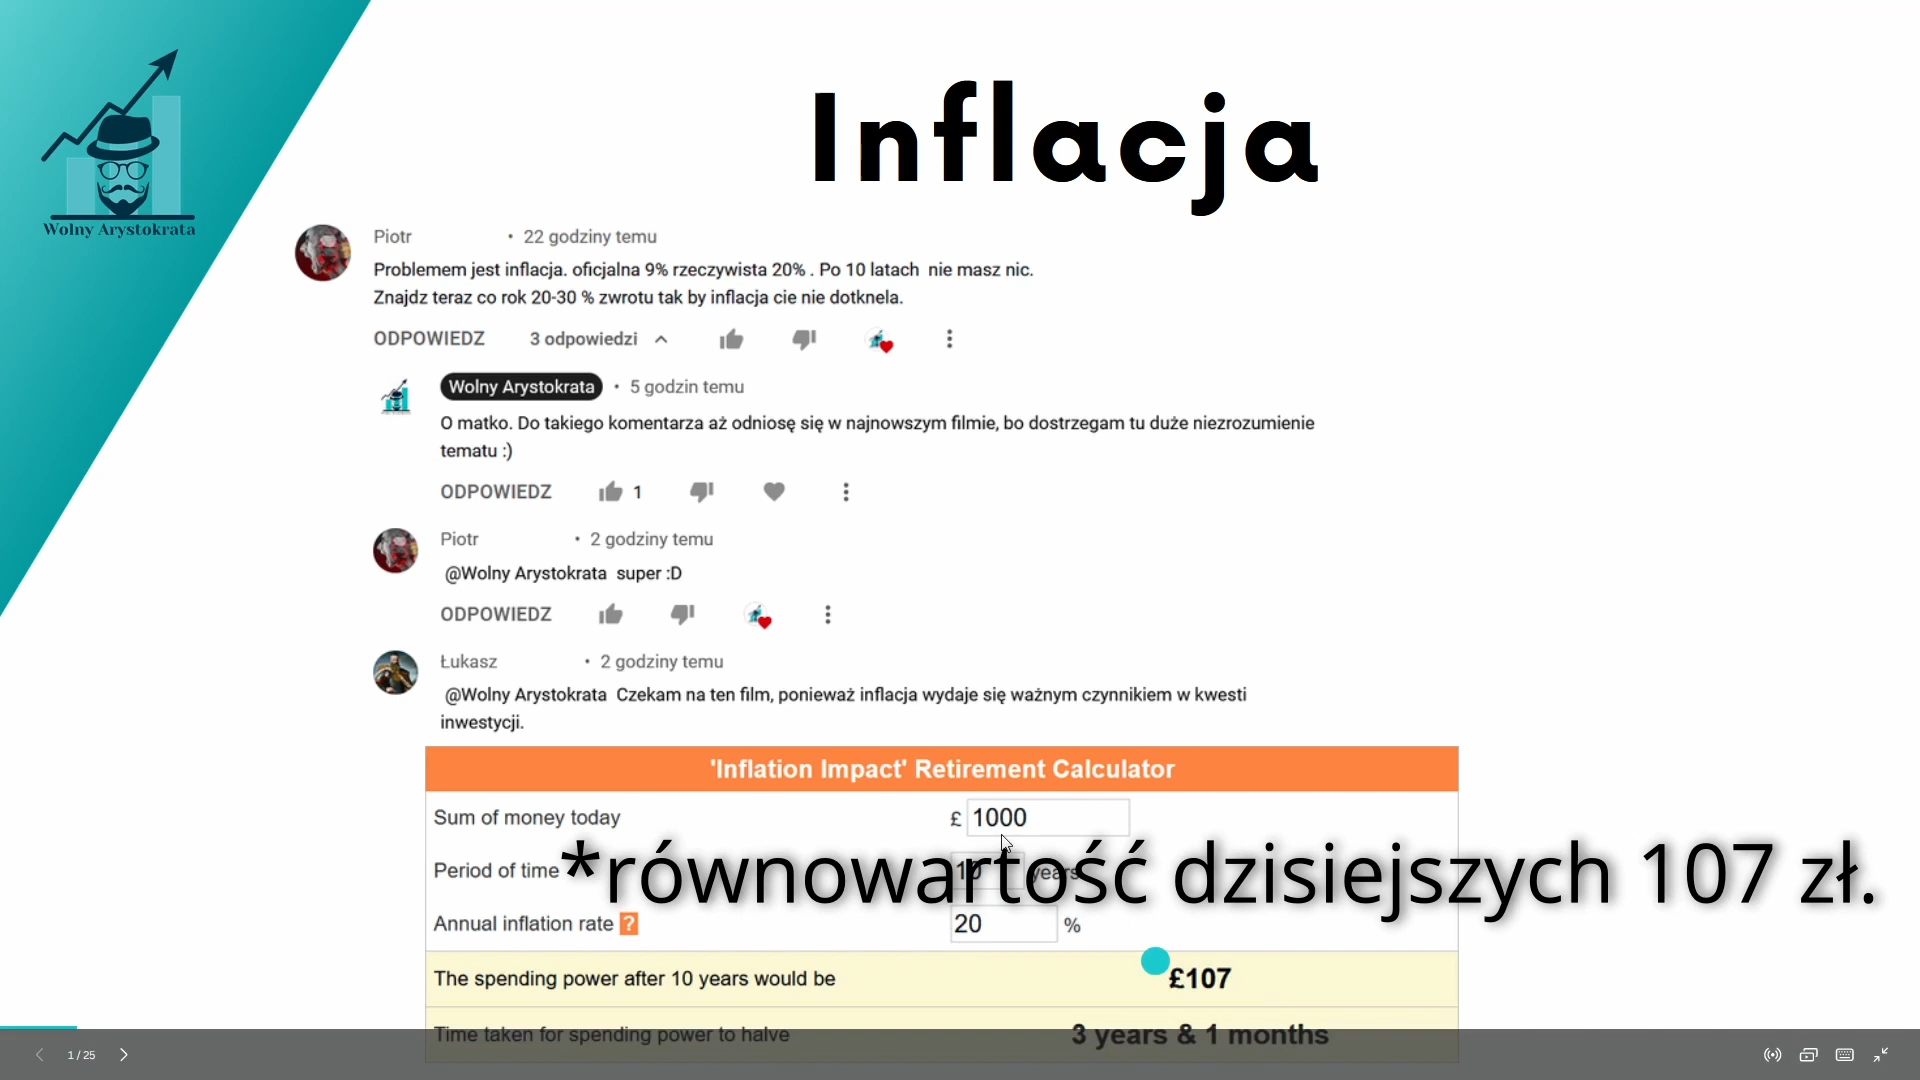 Inflacja
Wolny Arystokrata
Piotr • 22 godziny temu
Problemem jest inflacja. oficjalna 9% rzeczywista 20% . Po 10 latach nie masz nic.
Znajdz teraz co rok 20-30 % zwrotu tak by inflacja cie nie dotknela.
ODPOWIEDZ 3 odpowiedzi
Wolny Arystokrata • 5 godzin temu
O matko. Do takiego komentarza aż odniosę się w najnowszym filmie, bo dostrzegam tu duże niezrozumienie
tematu :)
ODPOWIEDZ 1
Piotr • 2 godziny temu
@Wolny Arystokrata super :D
ODPOWIEDZ
Łukasz • 2 godziny temu
@Wolny Arystokrata Czekam na ten film, ponieważ inflacja wydaje się ważnym czynnikiem w kwesti
inwestycji.
'Inflation Impact' Retirement Calculator
Sum of money today £ 1000
Period of time 10 years
*równowartość dzisiejszych 107 zł.
Annual inflation rate ? 20 %
The spending power after 10 years would be £107
Time taken for spending power to halve 3 years & 1 months
1 / 25